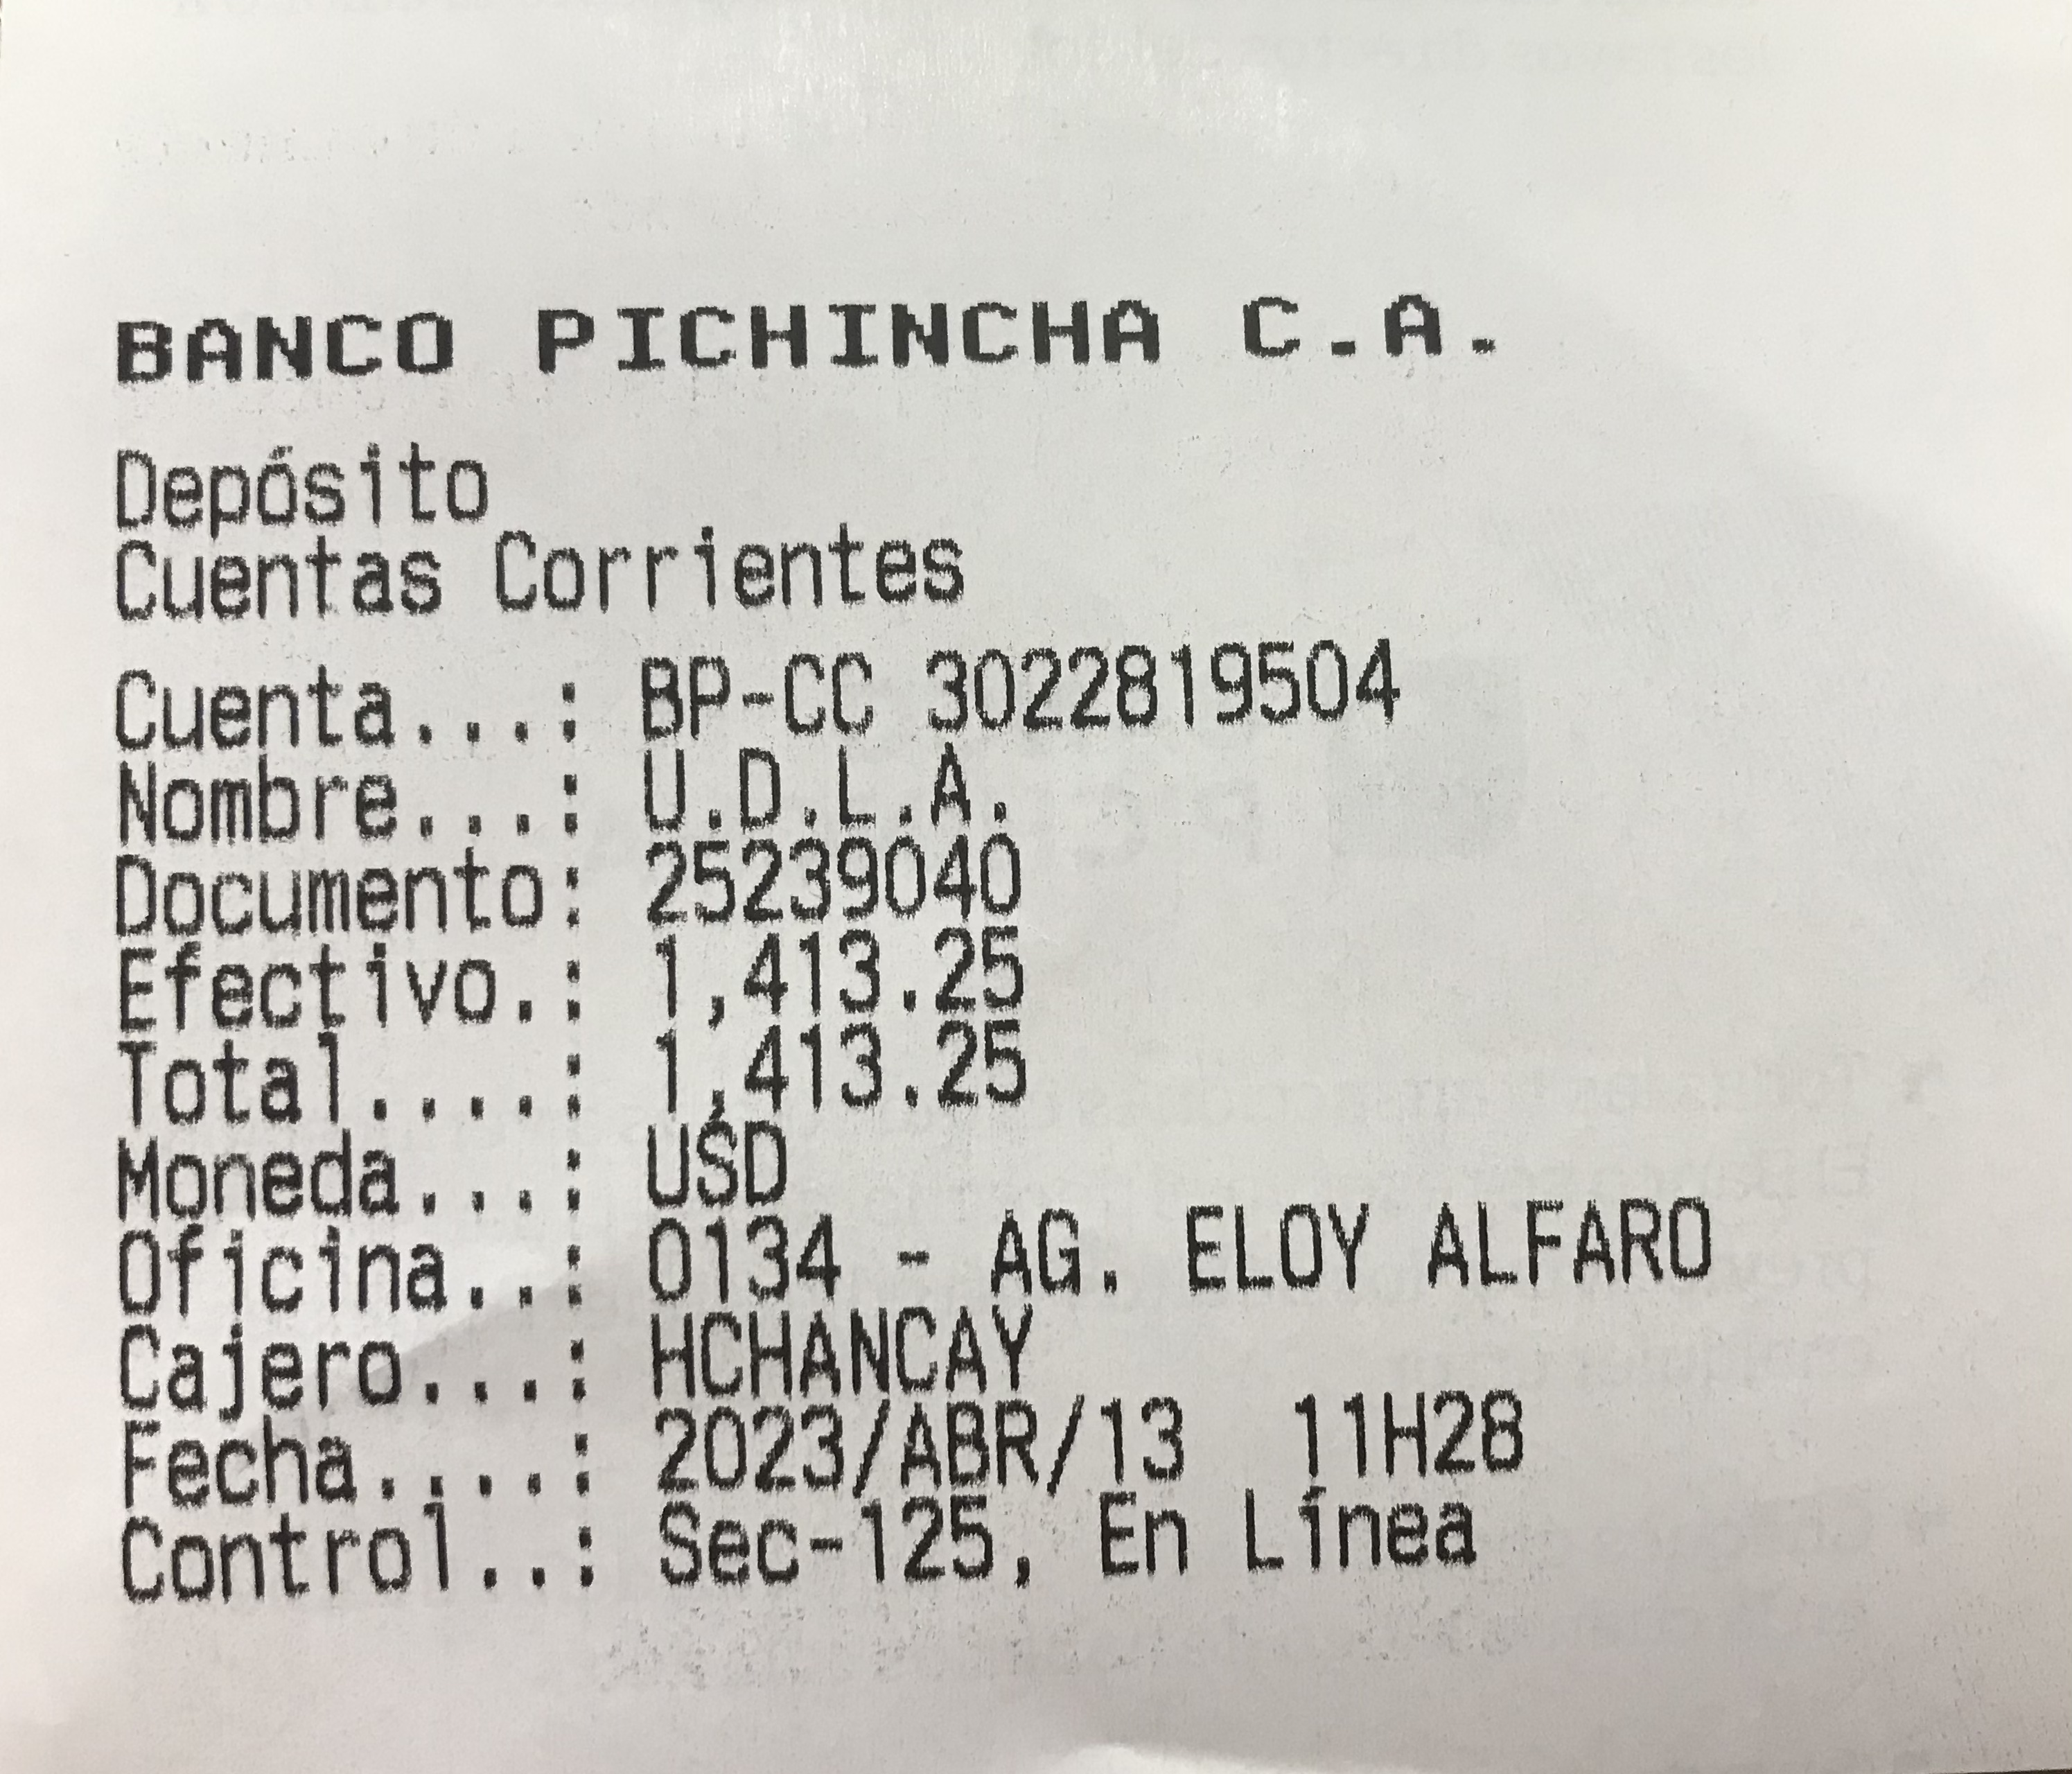 BANCO PICHINCHA C.A.
Depósito
Cuentas Corrientes
Cuenta...: BP-CC 3022819504
Nombre...: U.D.L.A.
Documento: 25239040
Efectivo.: 1,413.25
Total....: 1,413.25
Moneda...: USD
Oficina..: 0134 - AG. ELOY ALFARO
Cajero...: HCHANCAY
Fecha....: 2023/ABR/13  11H28
Control..: Sec-125, En Línea